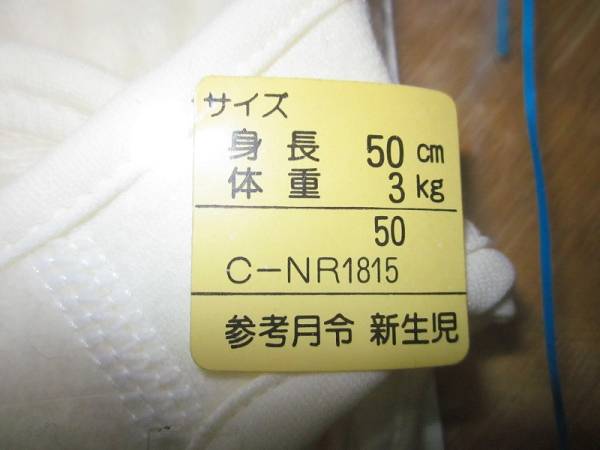 サイズ
身長 50 cm
体重 3 kg
50
C-NR1815
参考月令 新生児